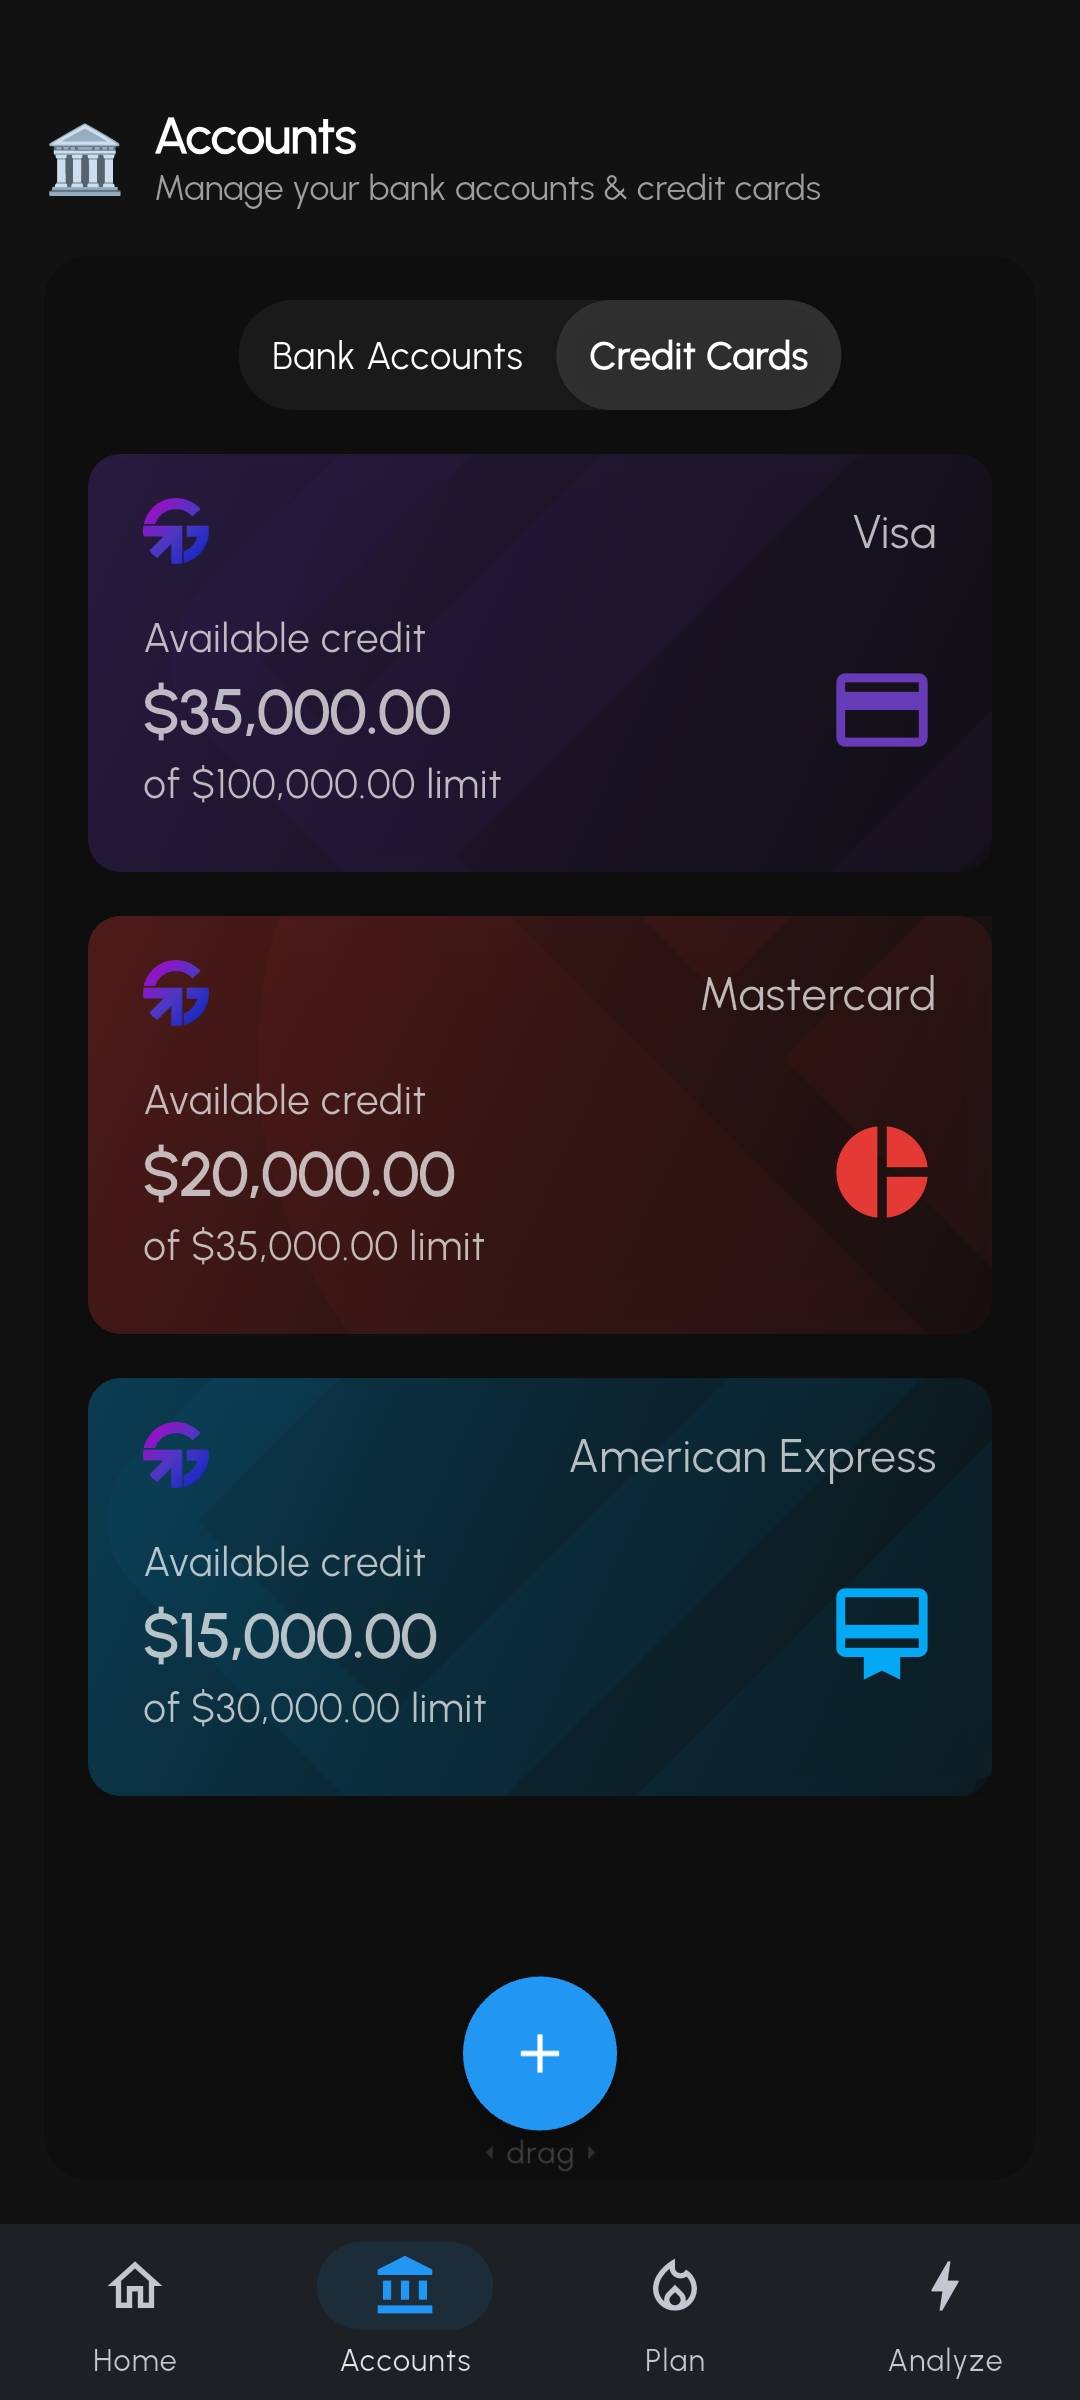 Accounts
Manage your bank accounts & credit cards
Bank Accounts
Credit Cards
Visa
Available credit
$35,000.00
of $100,000.00 limit
Mastercard
Available credit
$20,000.00
of $35,000.00 limit
American Express
Available credit
$15,000.00
of $30,000.00 limit
drag
Home
Accounts
Plan
Analyze